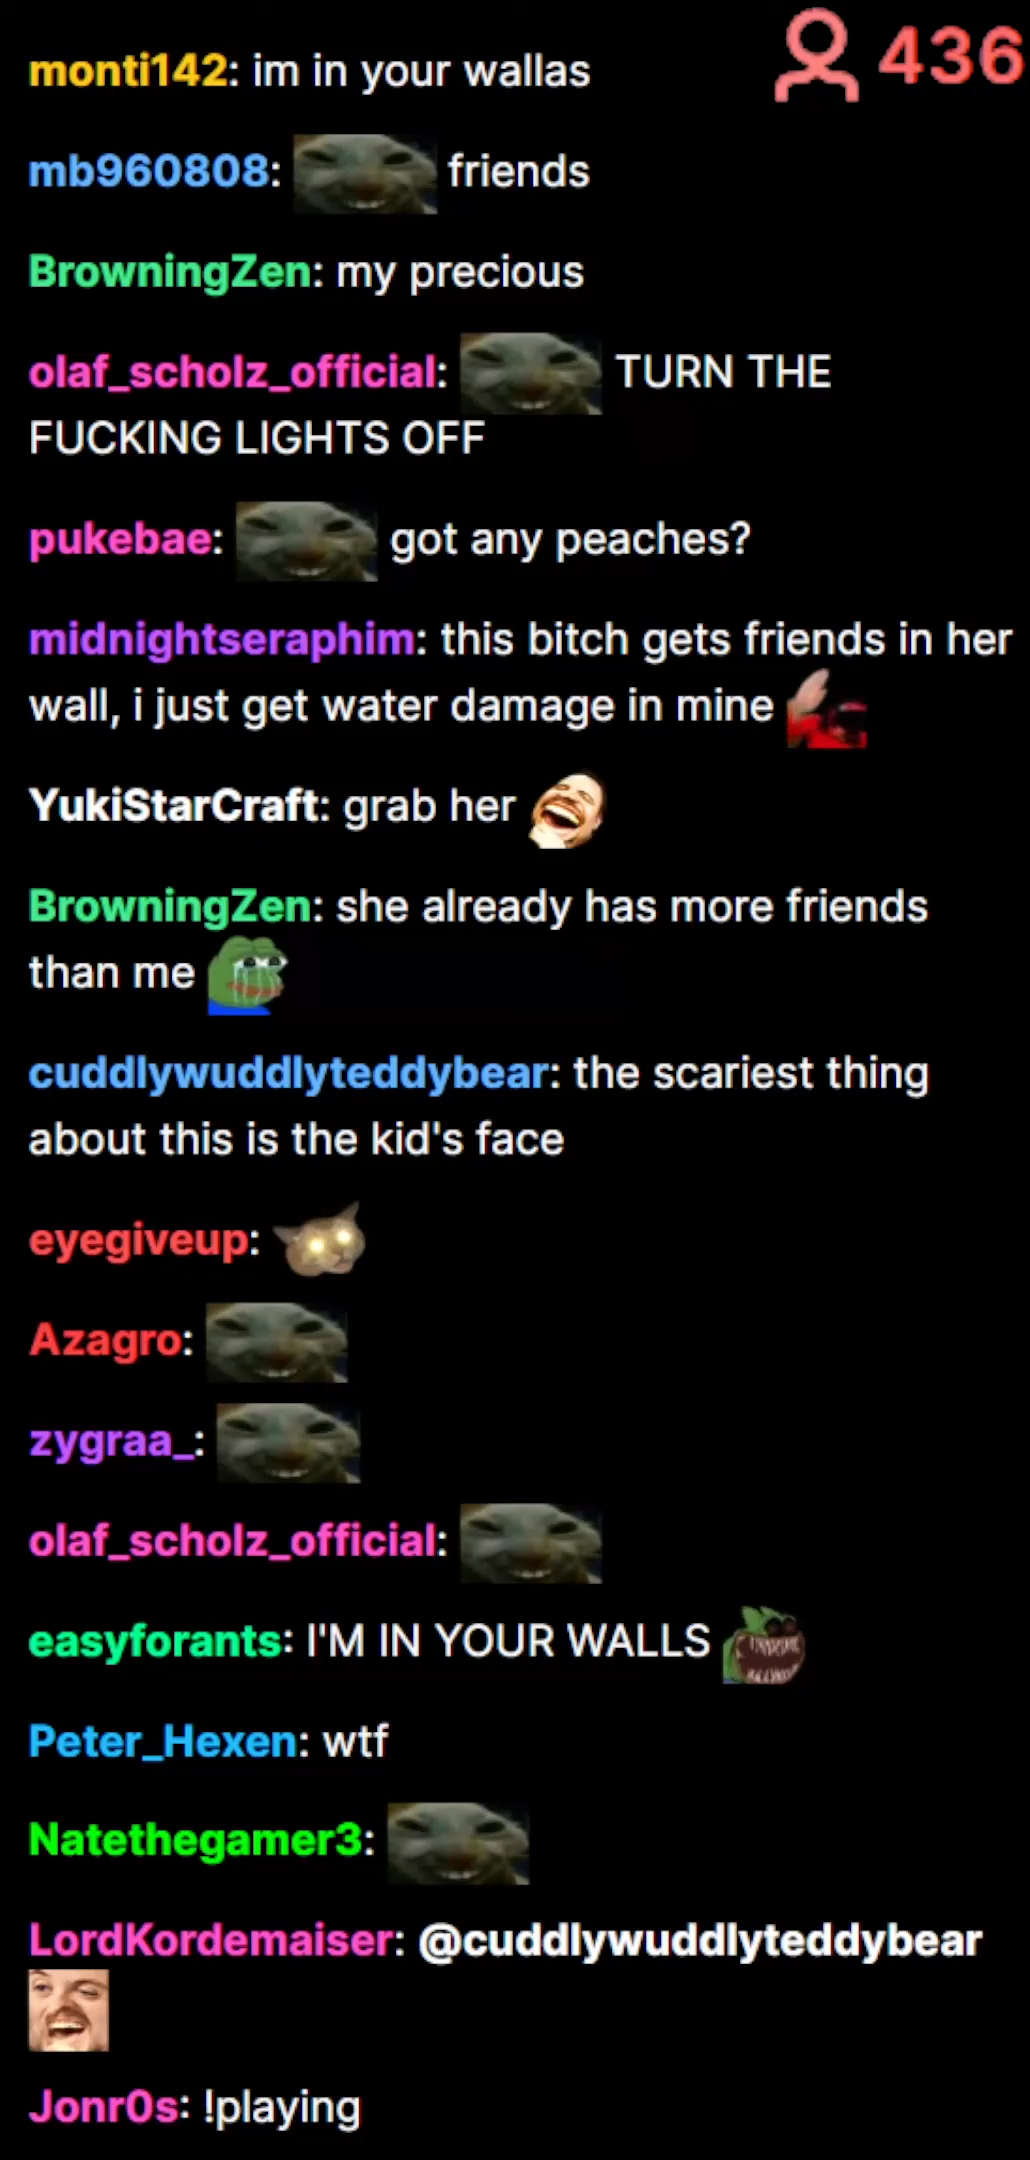 436
monti142: im in your wallas
mb960808: friends
BrowningZen: my precious
olaf_scholz_official: TURN THE
FUCKING LIGHTS OFF
pukebae: got any peaches?
midnightseraphim: this bitch gets friends in her
wall, i just get water damage in mine
YukiStarCraft: grab her
BrowningZen: she already has more friends
than me
cuddlywuddlyteddybear: the scariest thing
about this is the kid's face
eyegiveup:
Azagro:
zygraa_:
olaf_scholz_official:
easyforants: I'M IN YOUR WALLS
Peter_Hexen: wtf
Natethegamer3:
LordKordemaiser: @cuddlywuddlyteddybear
Jonr0s: !playing